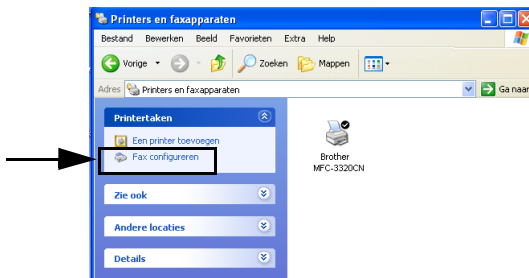 Printers en faxapparaten
Bestand Bewerken Beeld Favorieten Extra Help
Vorige Zoeken Mappen
Adres Printers en faxapparaten Ga naar
Printertaken
Een printer toevoegen
Fax configureren
Brother
MFC-3320CN
Zie ook
Andere locaties
Details